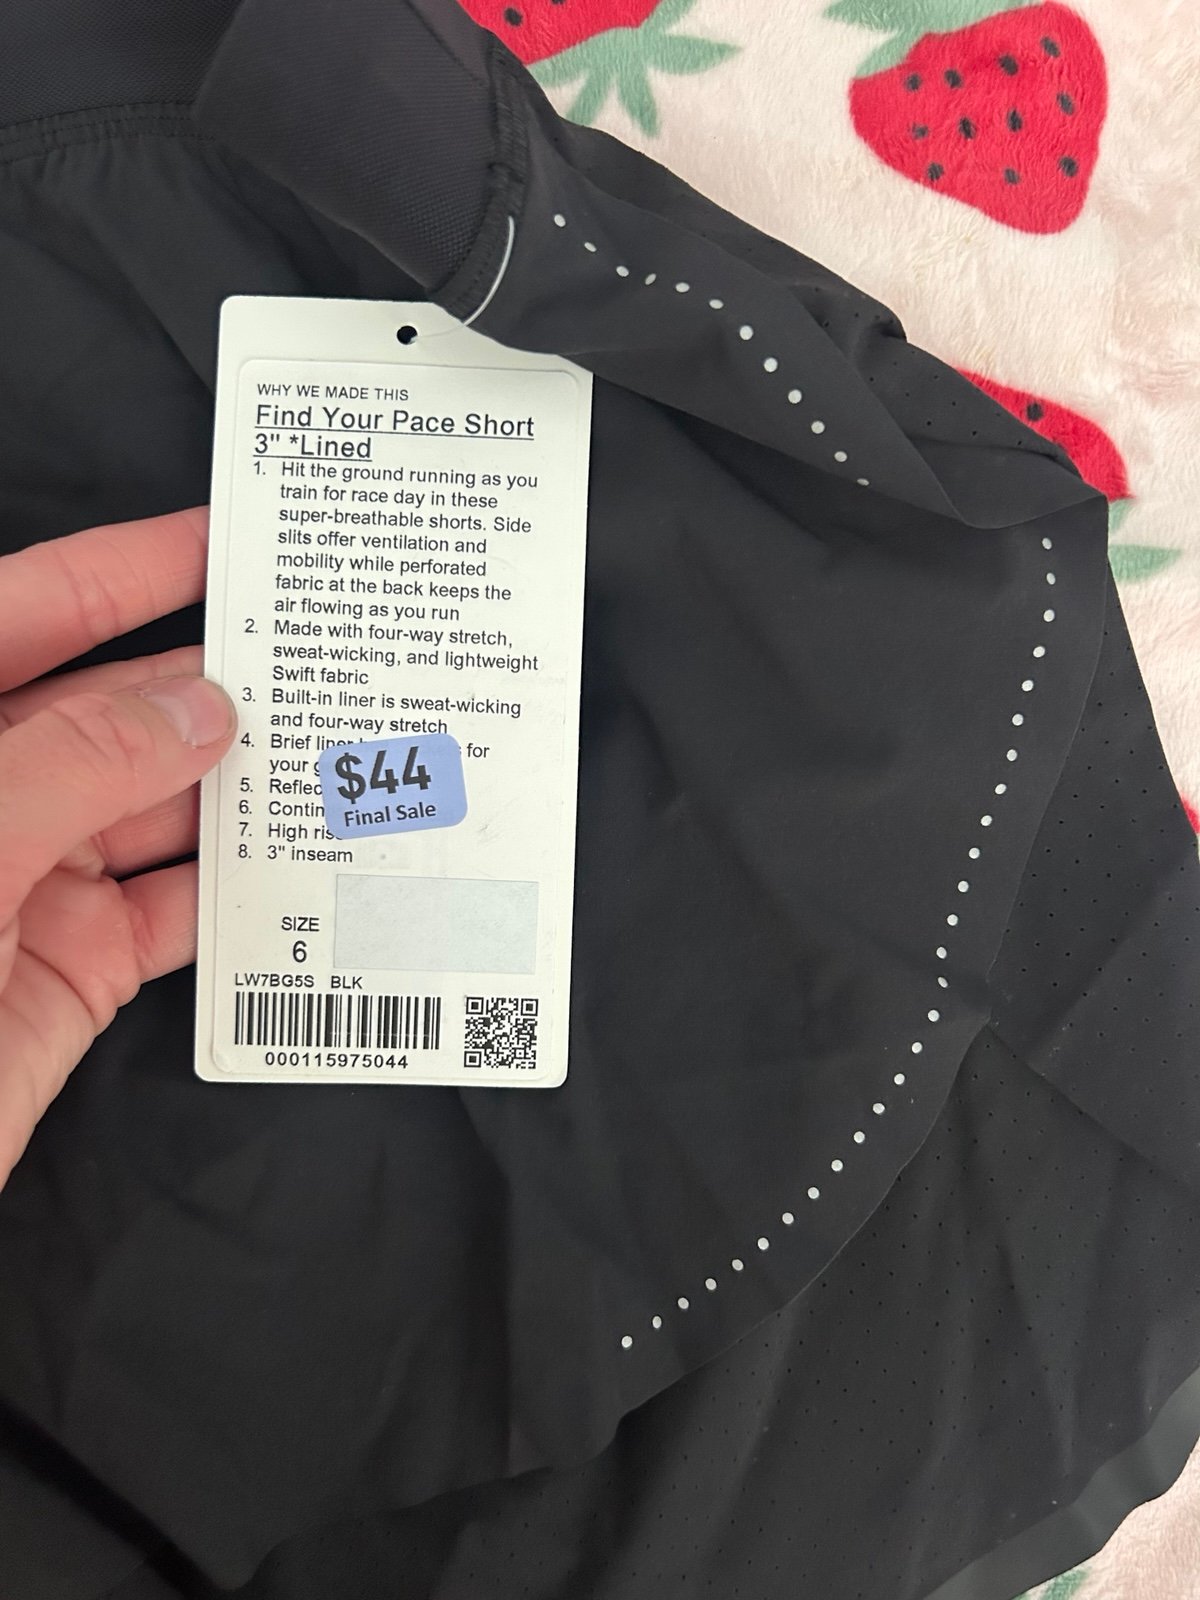 WHY WE MADE THIS
Find Your Pace Short
3" *Lined
1. Hit the ground running as you
train for race day in these
super-breathable shorts. Side
slits offer ventilation and
mobility while perforated
fabric at the back keeps the
air flowing as you run
2. Made with four-way stretch,
sweat-wicking, and lightweight
Swift fabric
3. Built-in liner is sweat-wicking
and four-way stretch
4. Brief for
your
5.
6.
7. High
8. 3" inseam
$44
Final Sale
SIZE
6
LW7BG5S BLK
000115975044